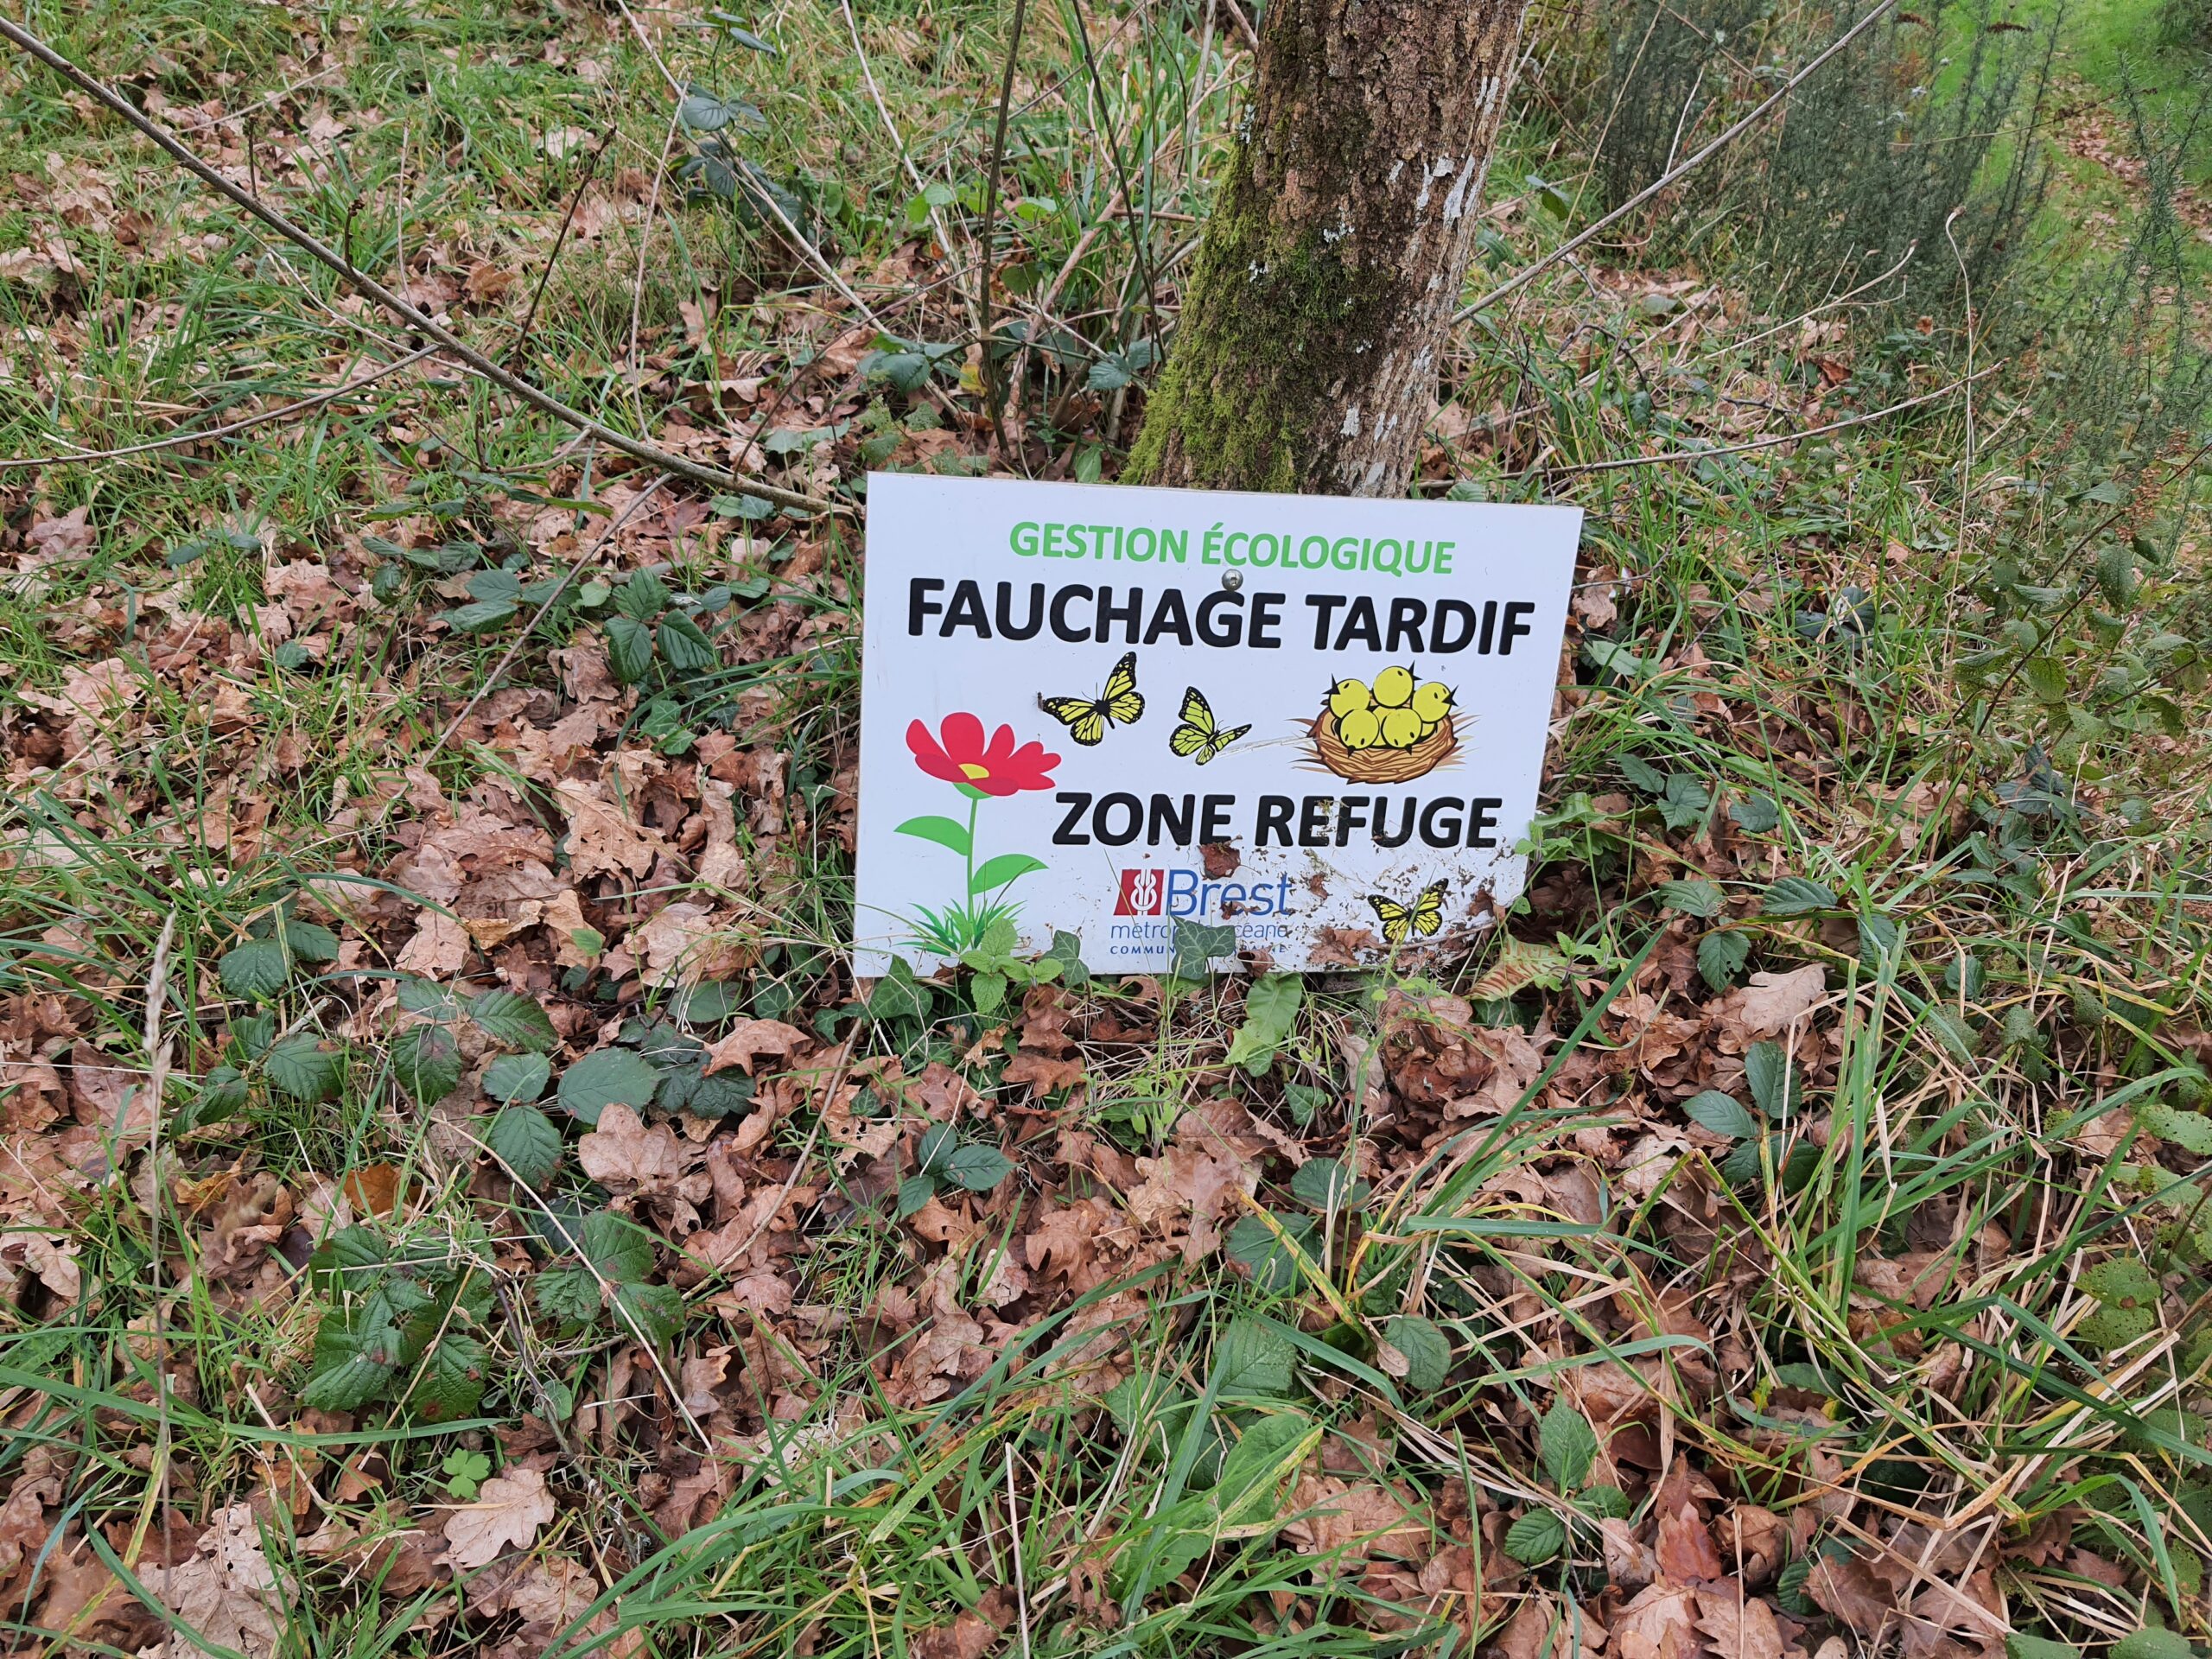 GESTION ÉCOLOGIQUE
FAUCHAGE TARDIF
ZONE REFUGE
Brest